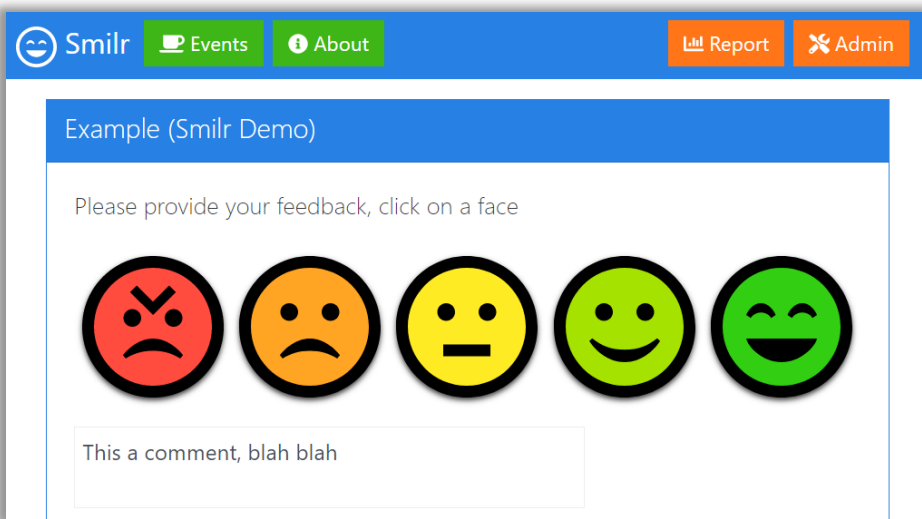 Smilr Events About Report Admin
Example (Smilr Demo)
Please provide your feedback, click on a face
This a comment, blah blah